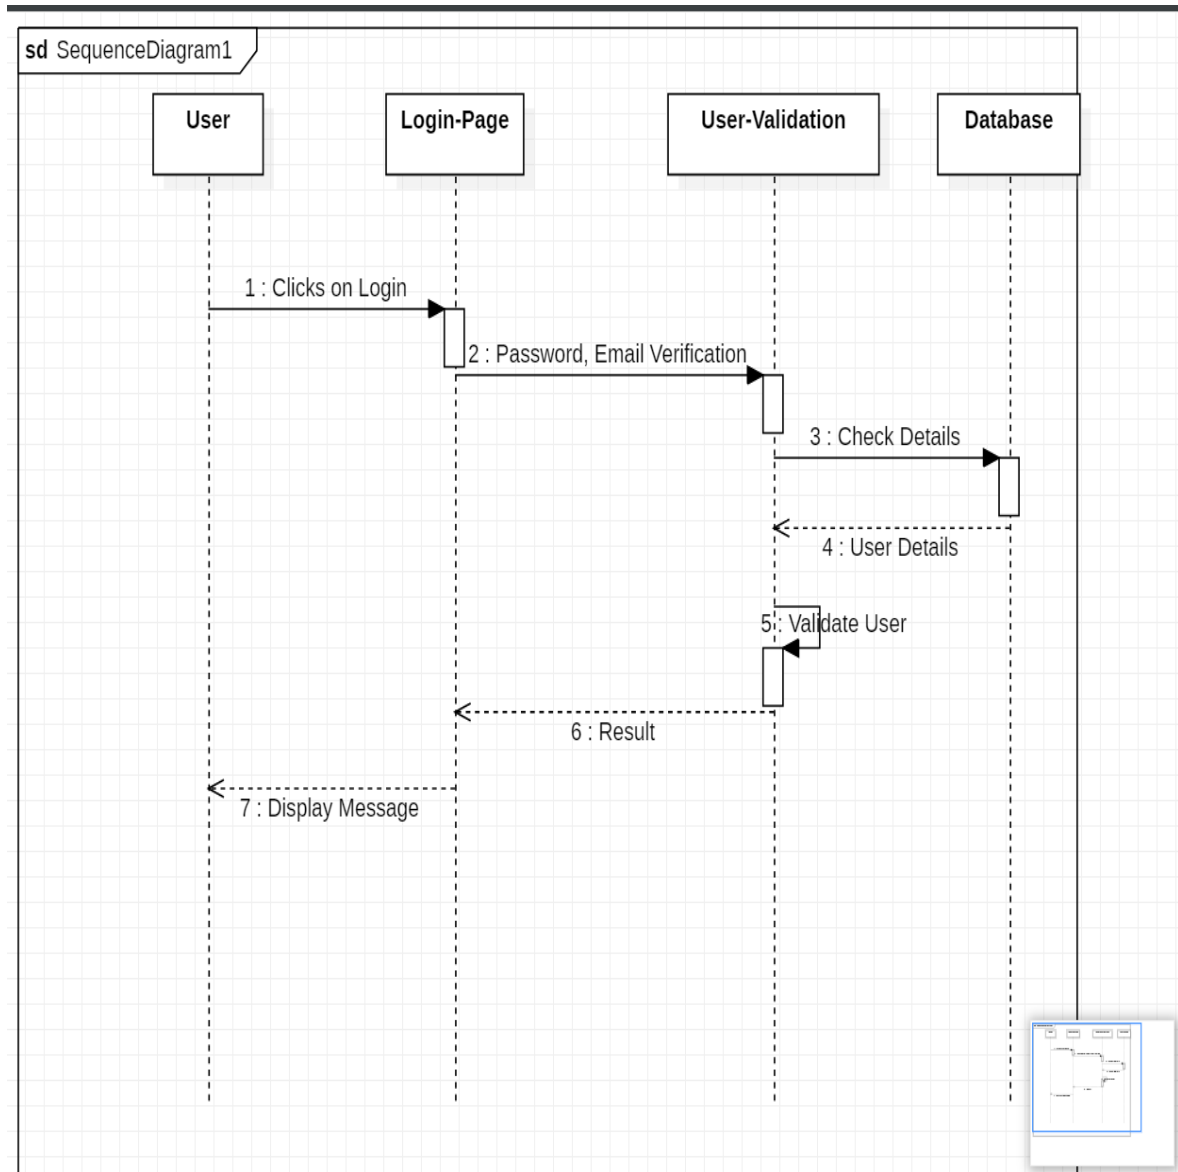 sd SequenceDiagram1
User
Login-Page
User-Validation
Database
1 : Clicks on Login
2 : Password, Email Verification
3 : Check Details
4 : User Details
5 : Validate User
6 : Result
7 : Display Message